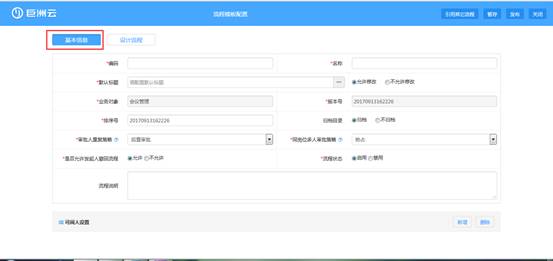 巨洲云
流程模板配置
引用其它流程 暂存 发布 关闭
基本信息 设计流程
*编码 *名称
*默认标题 请配置默认标题 ... 允许修改 不允许修改
*业务对象 会议管理 *版本号 20170913162226
*排序号 20170913162226 归档目录 归档 不归档
*审批人重复策略 前置审批 *同岗位多人审批策略 抢占
*是否允许发起人撤回流程 允许 不允许 *流程状态 启用 禁用
流程说明
可阅人设置 新增 删除